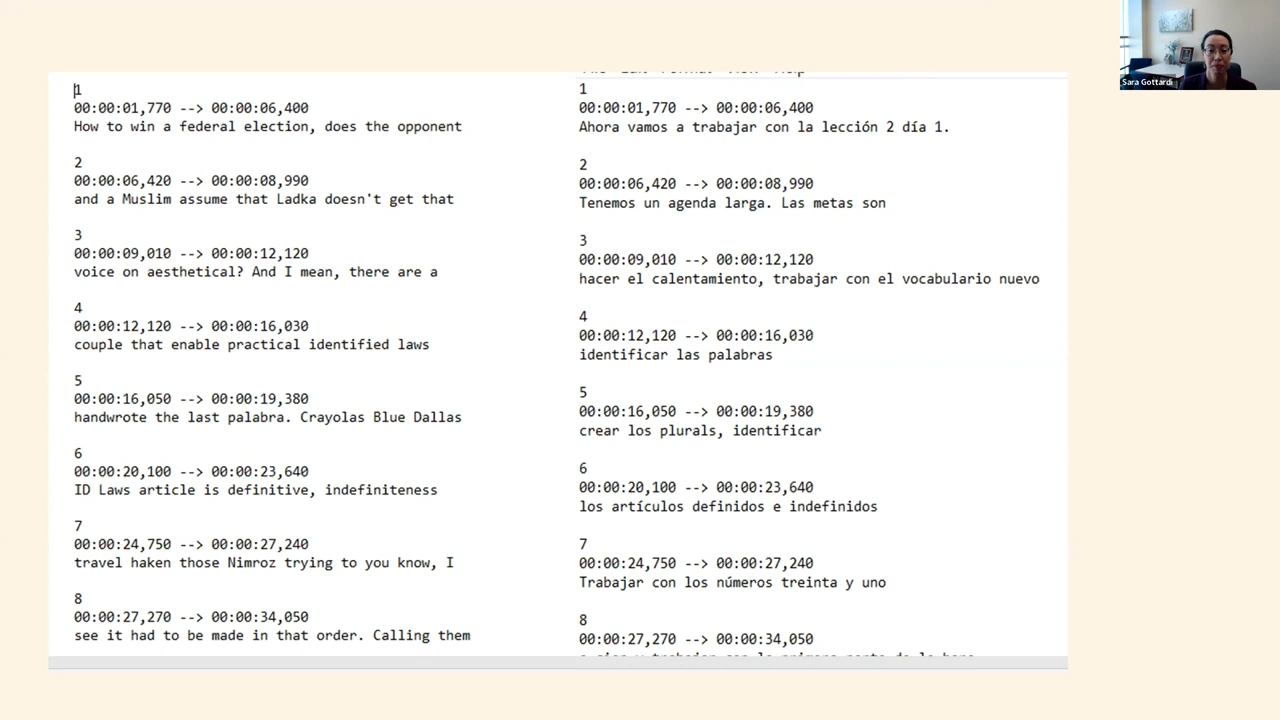 1
00:00:01,770 --> 00:00:06,400
How to win a federal election, does the opponent
2
00:00:06,420 --> 00:00:08,990
and a Muslim assume that Ladka doesn't get that
3
00:00:09,010 --> 00:00:12,120
voice on aesthetical? And I mean, there are a
4
00:00:12,120 --> 00:00:16,030
couple that enable practical identified laws
5
00:00:16,050 --> 00:00:19,380
handwrote the last palabra. Crayolas Blue Dallas
6
00:00:20,100 --> 00:00:23,640
ID Laws article is definitive, indefiniteness
7
00:00:24,750 --> 00:00:27,240
travel haken those Nimroz trying to you know, I
8
00:00:27,270 --> 00:00:34,050
see it had to be made in that order. Calling them
1
00:00:01,770 --> 00:00:06,400
Ahora vamos a trabajar con la lección 2 día 1.
2
00:00:06,420 --> 00:00:08,990
Tenemos un agenda larga. Las metas son
3
00:00:09,010 --> 00:00:12,120
hacer el calentamiento, trabajar con el vocabulario nuevo
4
00:00:12,120 --> 00:00:16,030
identificar las palabras
5
00:00:16,050 --> 00:00:19,380
crear los plurals, identificar
6
00:00:20,100 --> 00:00:23,640
los artículos definidos e indefinidos
7
00:00:24,750 --> 00:00:27,240
Trabajar con los números treinta y uno
8
00:00:27,270 --> 00:00:34,050
Sara Gottardi